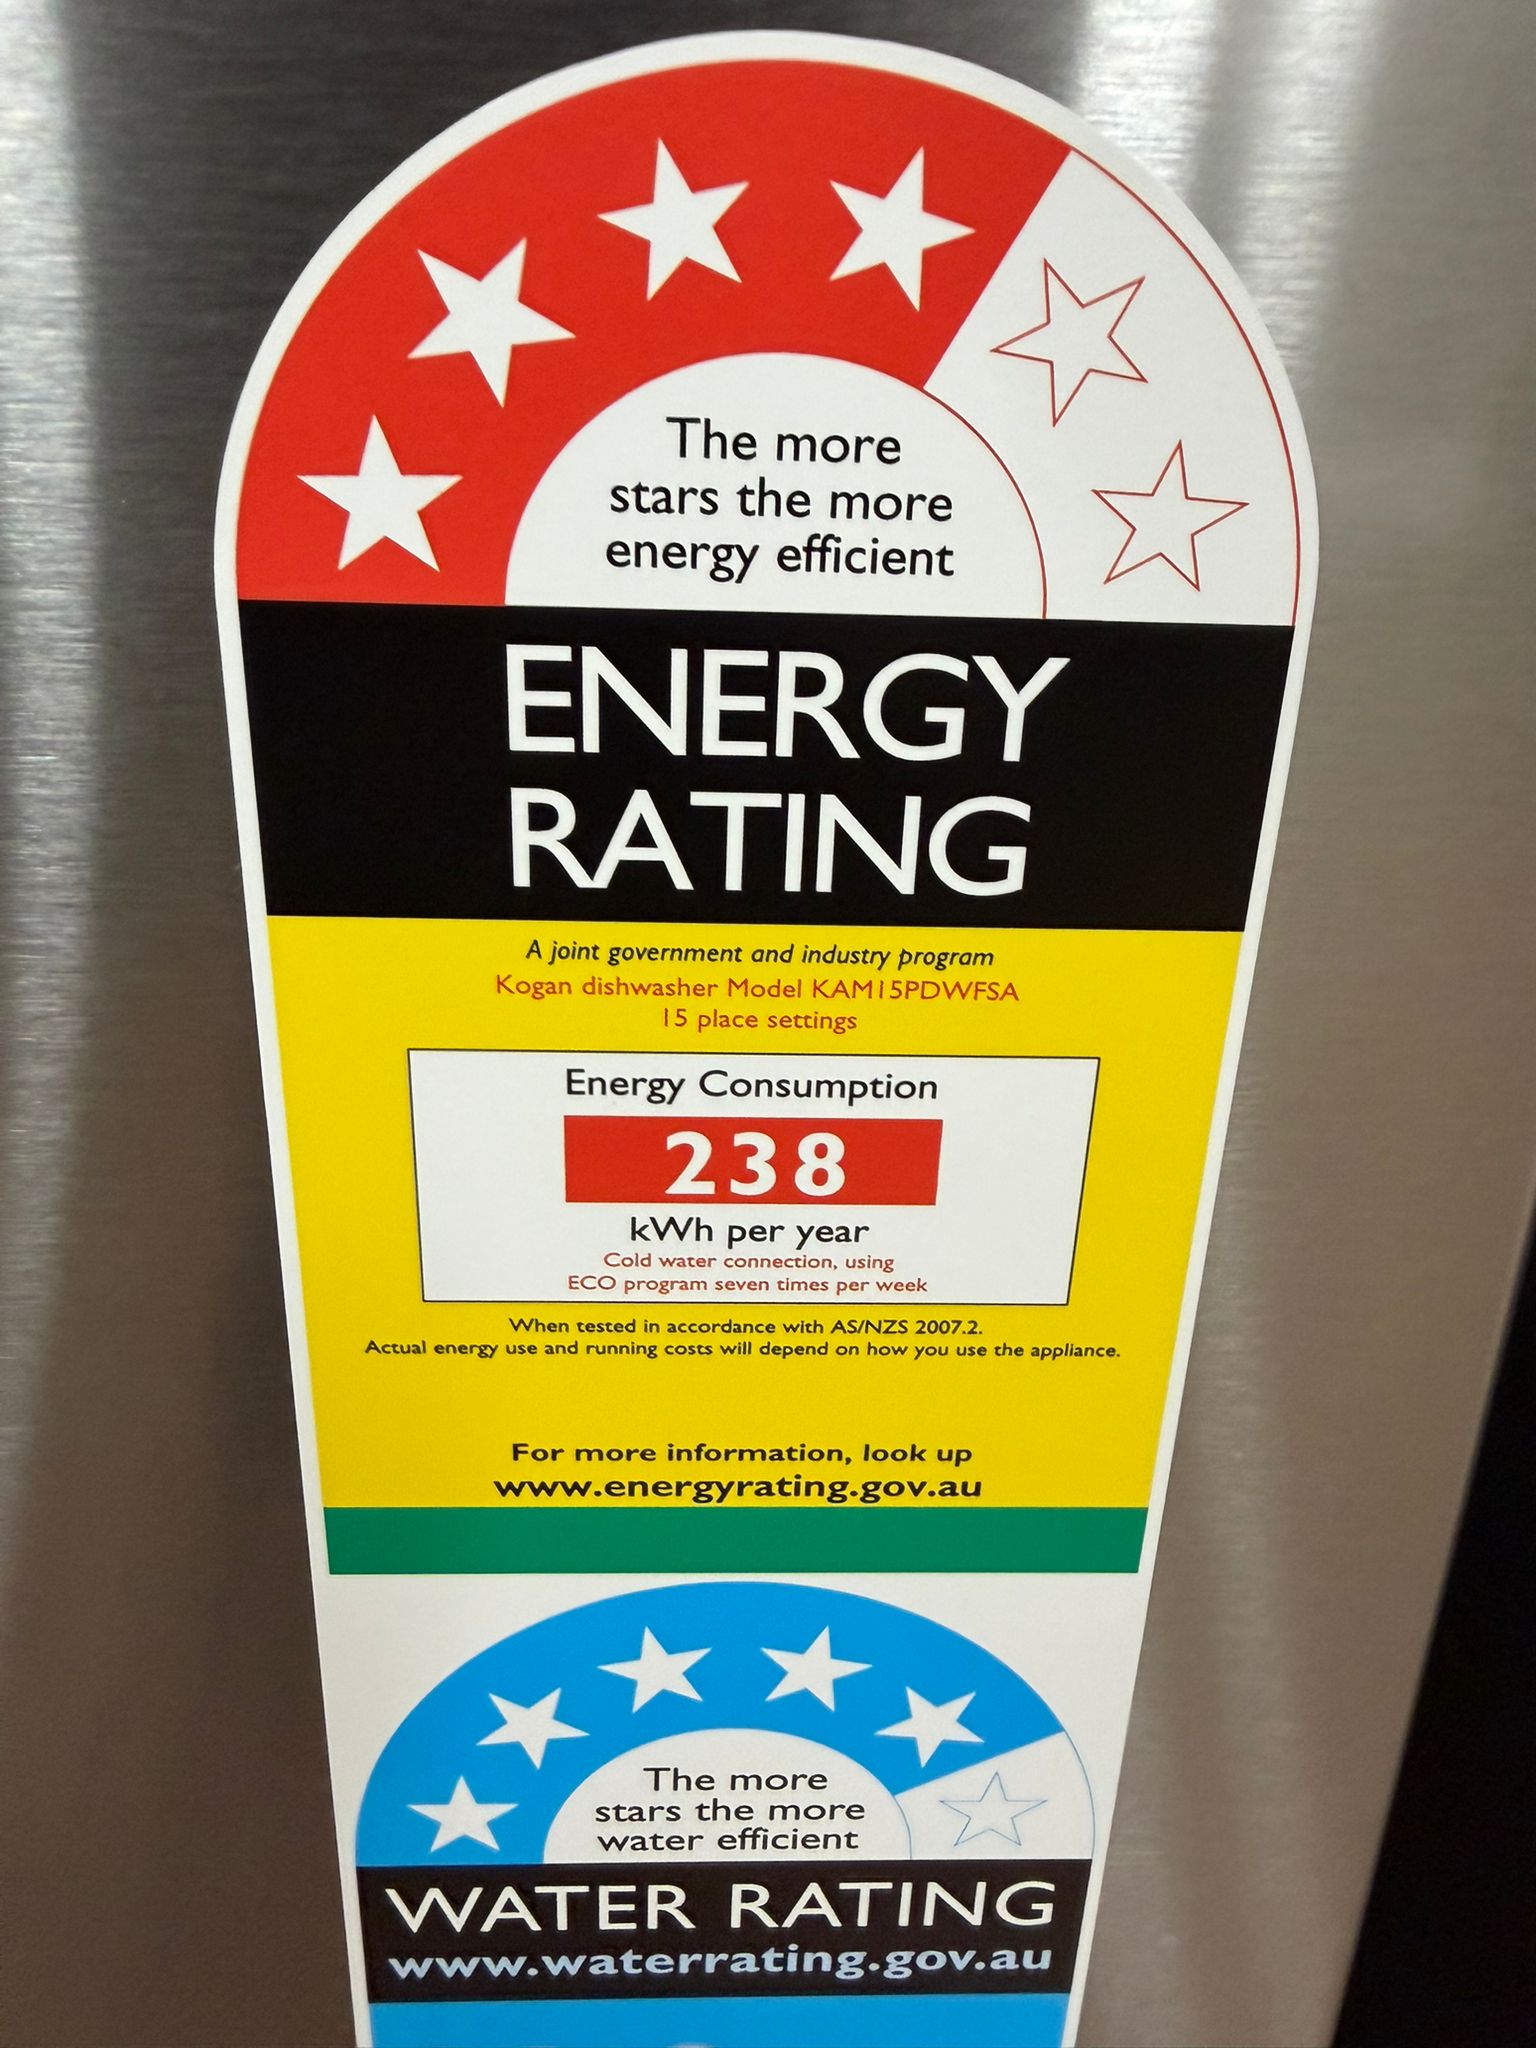 The more
stars the more
energy efficient
ENERGY
RATING
A joint government and industry program
Kogan dishwasher Model KAM15PDWFSA
15 place settings
Energy Consumption
238
kWh per year
Cold water connection, using
ECO program seven times per week
When tested in accordance with AS/NZS 2007.2.
Actual energy use and running costs will depend on how you use the appliance.
For more information, look up
www.energyrating.gov.au
The more
stars the more
water efficient
WATER RATING
www.waterrating.gov.au